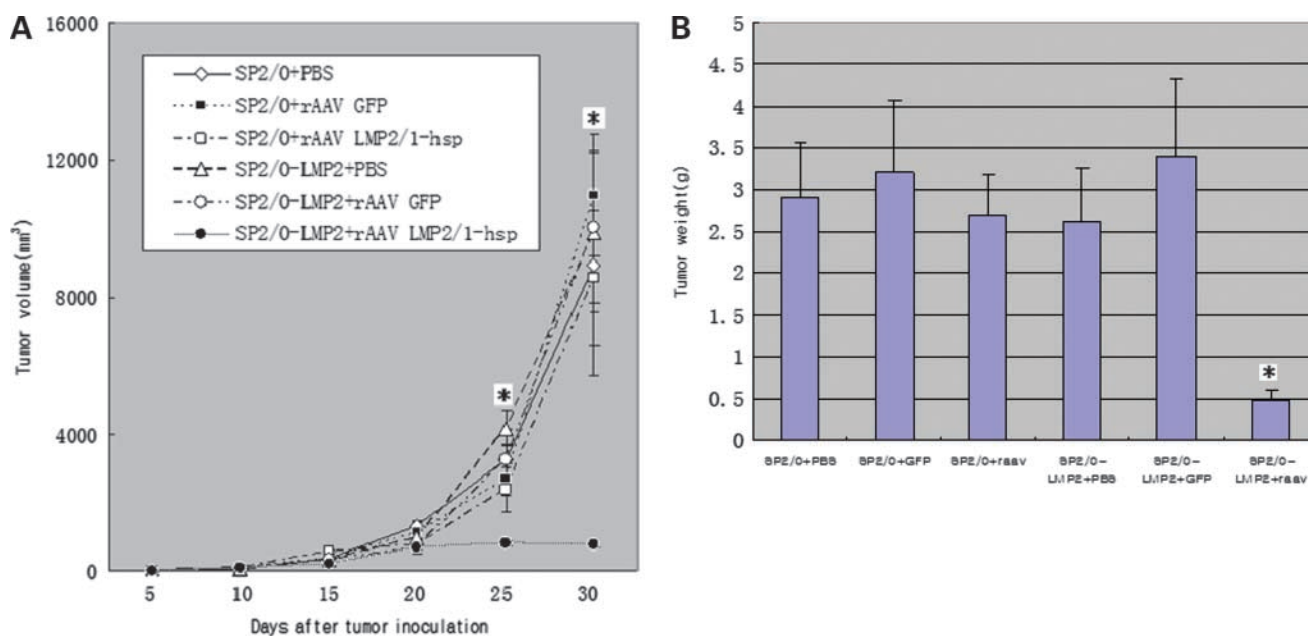 A
16000
12000
8000
4000
0
Tumor volume(mm³)
SP2/0+PBS
SP2/0+rAAV GFP
SP2/0+rAAV LMP2/1-hsp
SP2/0-LMP2+PBS
SP2/0-LMP2+rAAV GFP
SP2/0-LMP2+rAAV LMP2/1-hsp
*
*
5 10 15 20 25 30
Days after tumor inoculation
B
5
4.5
4
3.5
3
2.5
2
1.5
1
0.5
0
Tumor weight(g)
*
SP2/0+PBS SP2/0+GFP SP2/0+raav SP2/0- SP2/0- SP2/0-
LMP2+PBS LMP2+GFP LMP2+raav